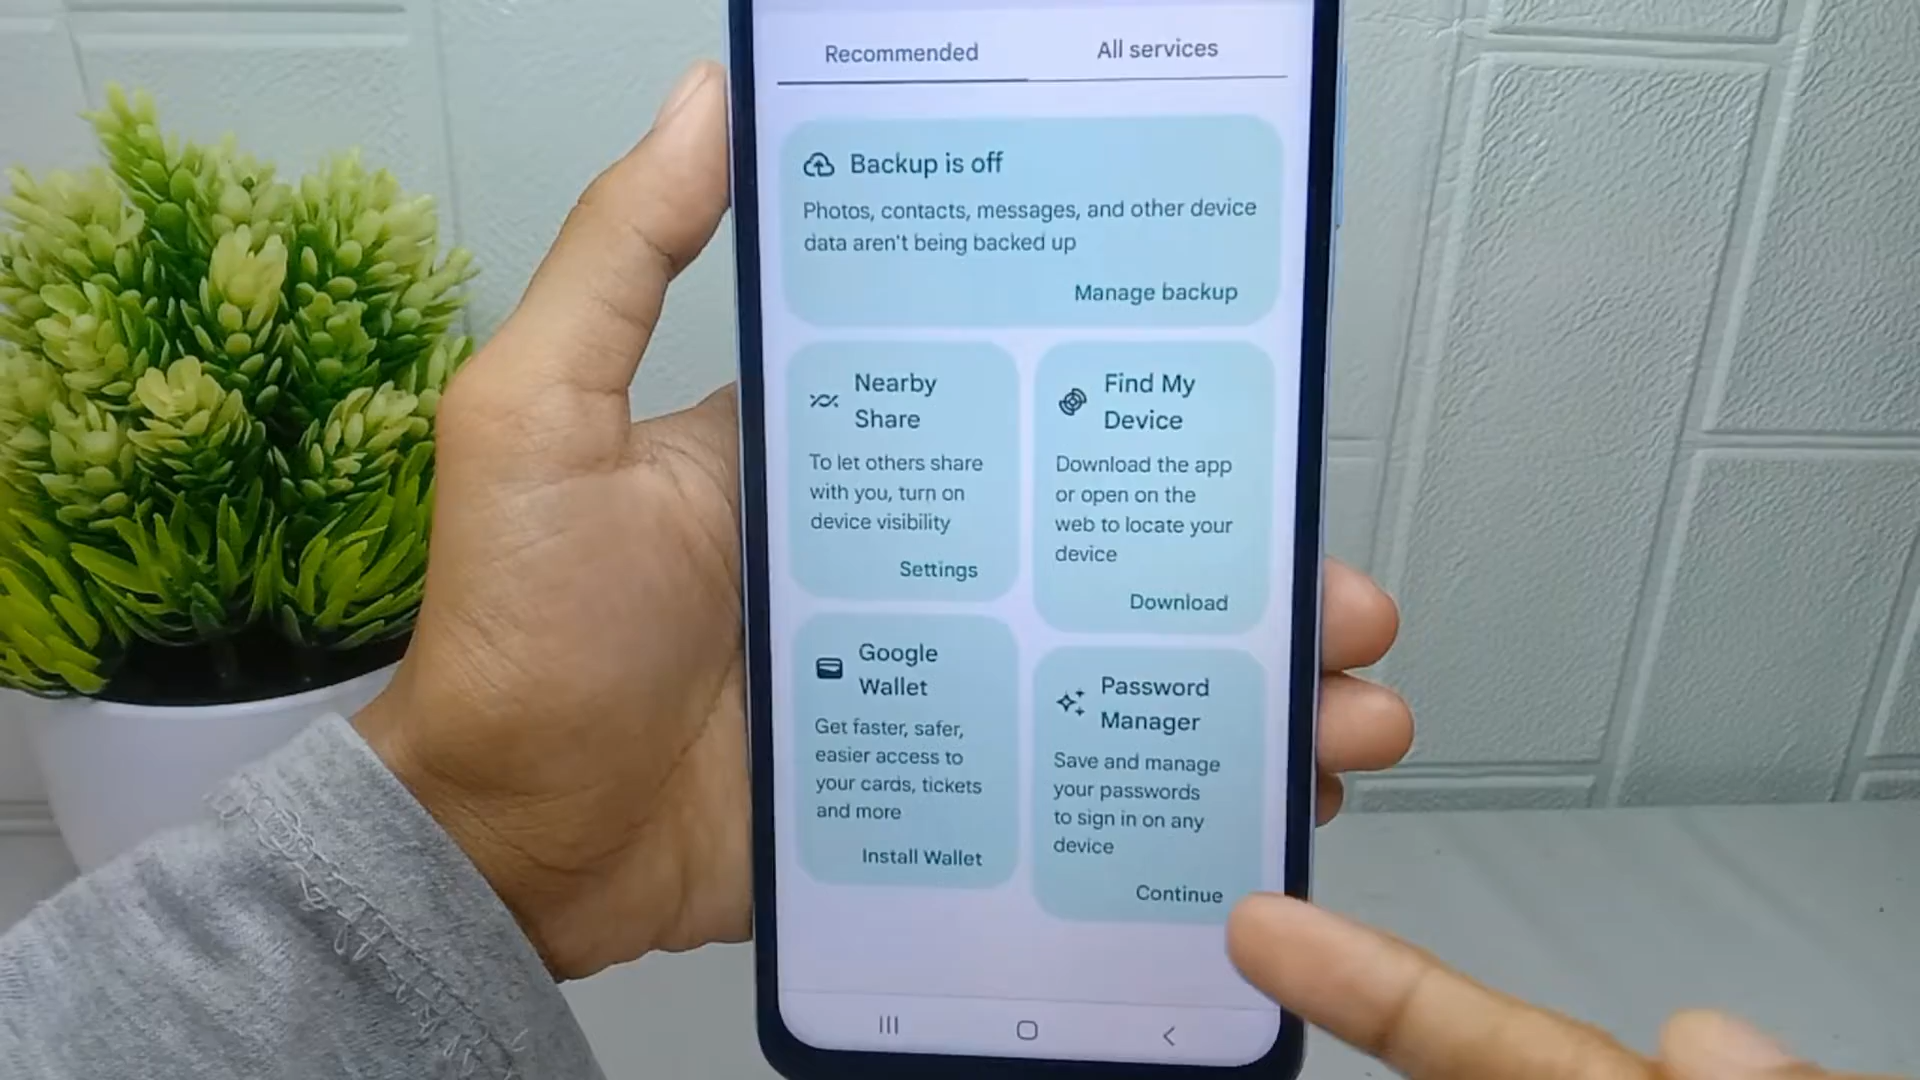 Recommended
All services
Backup is off
Photos, contacts, messages, and other device
data aren't being backed up
Manage backup
Nearby
Share
To let others share
with you, turn on
device visibility
Settings
Find My
Device
Download the app
or open on the
web to locate your
device
Download
Google
Wallet
Get faster, safer,
easier access to
your cards, tickets
and more
Install Wallet
Password
Manager
Save and manage
your passwords
to sign in on any
device
Continue